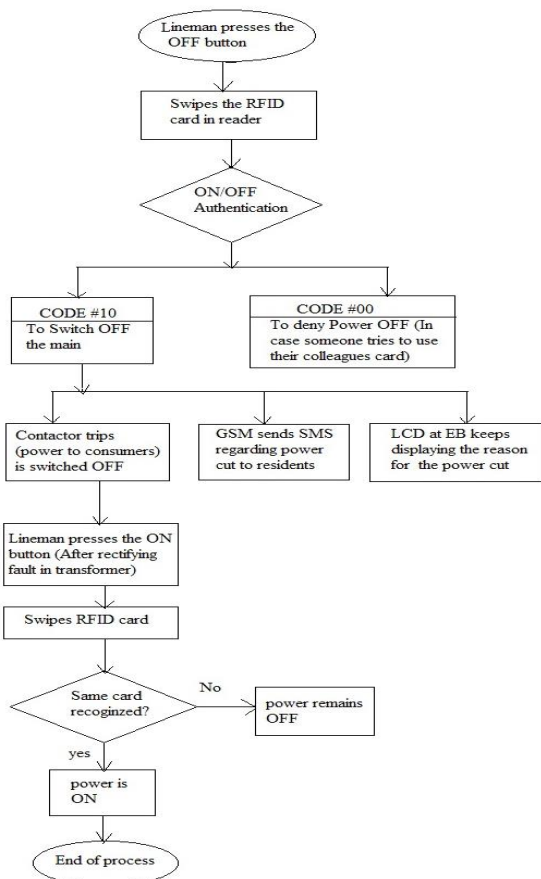 Lineman presses the
OFF button
Swipes the RFID
card in reader
ON/OFF
Authentication
CODE #10
To Switch OFF
the main
CODE #00
To deny Power OFF (In
case someone tries to use
their colleagues card)
Contactor trips
(power to consumers)
is switched OFF
GSM sends SMS
regarding power
cut to residents
LCD at EB keeps
displaying the reason
for the power cut
Lineman presses the ON
button (After rectifying
fault in transformer)
Swipes RFID card
Same card
recoginzed?
No
power remains
OFF
yes
power is
ON
End of process